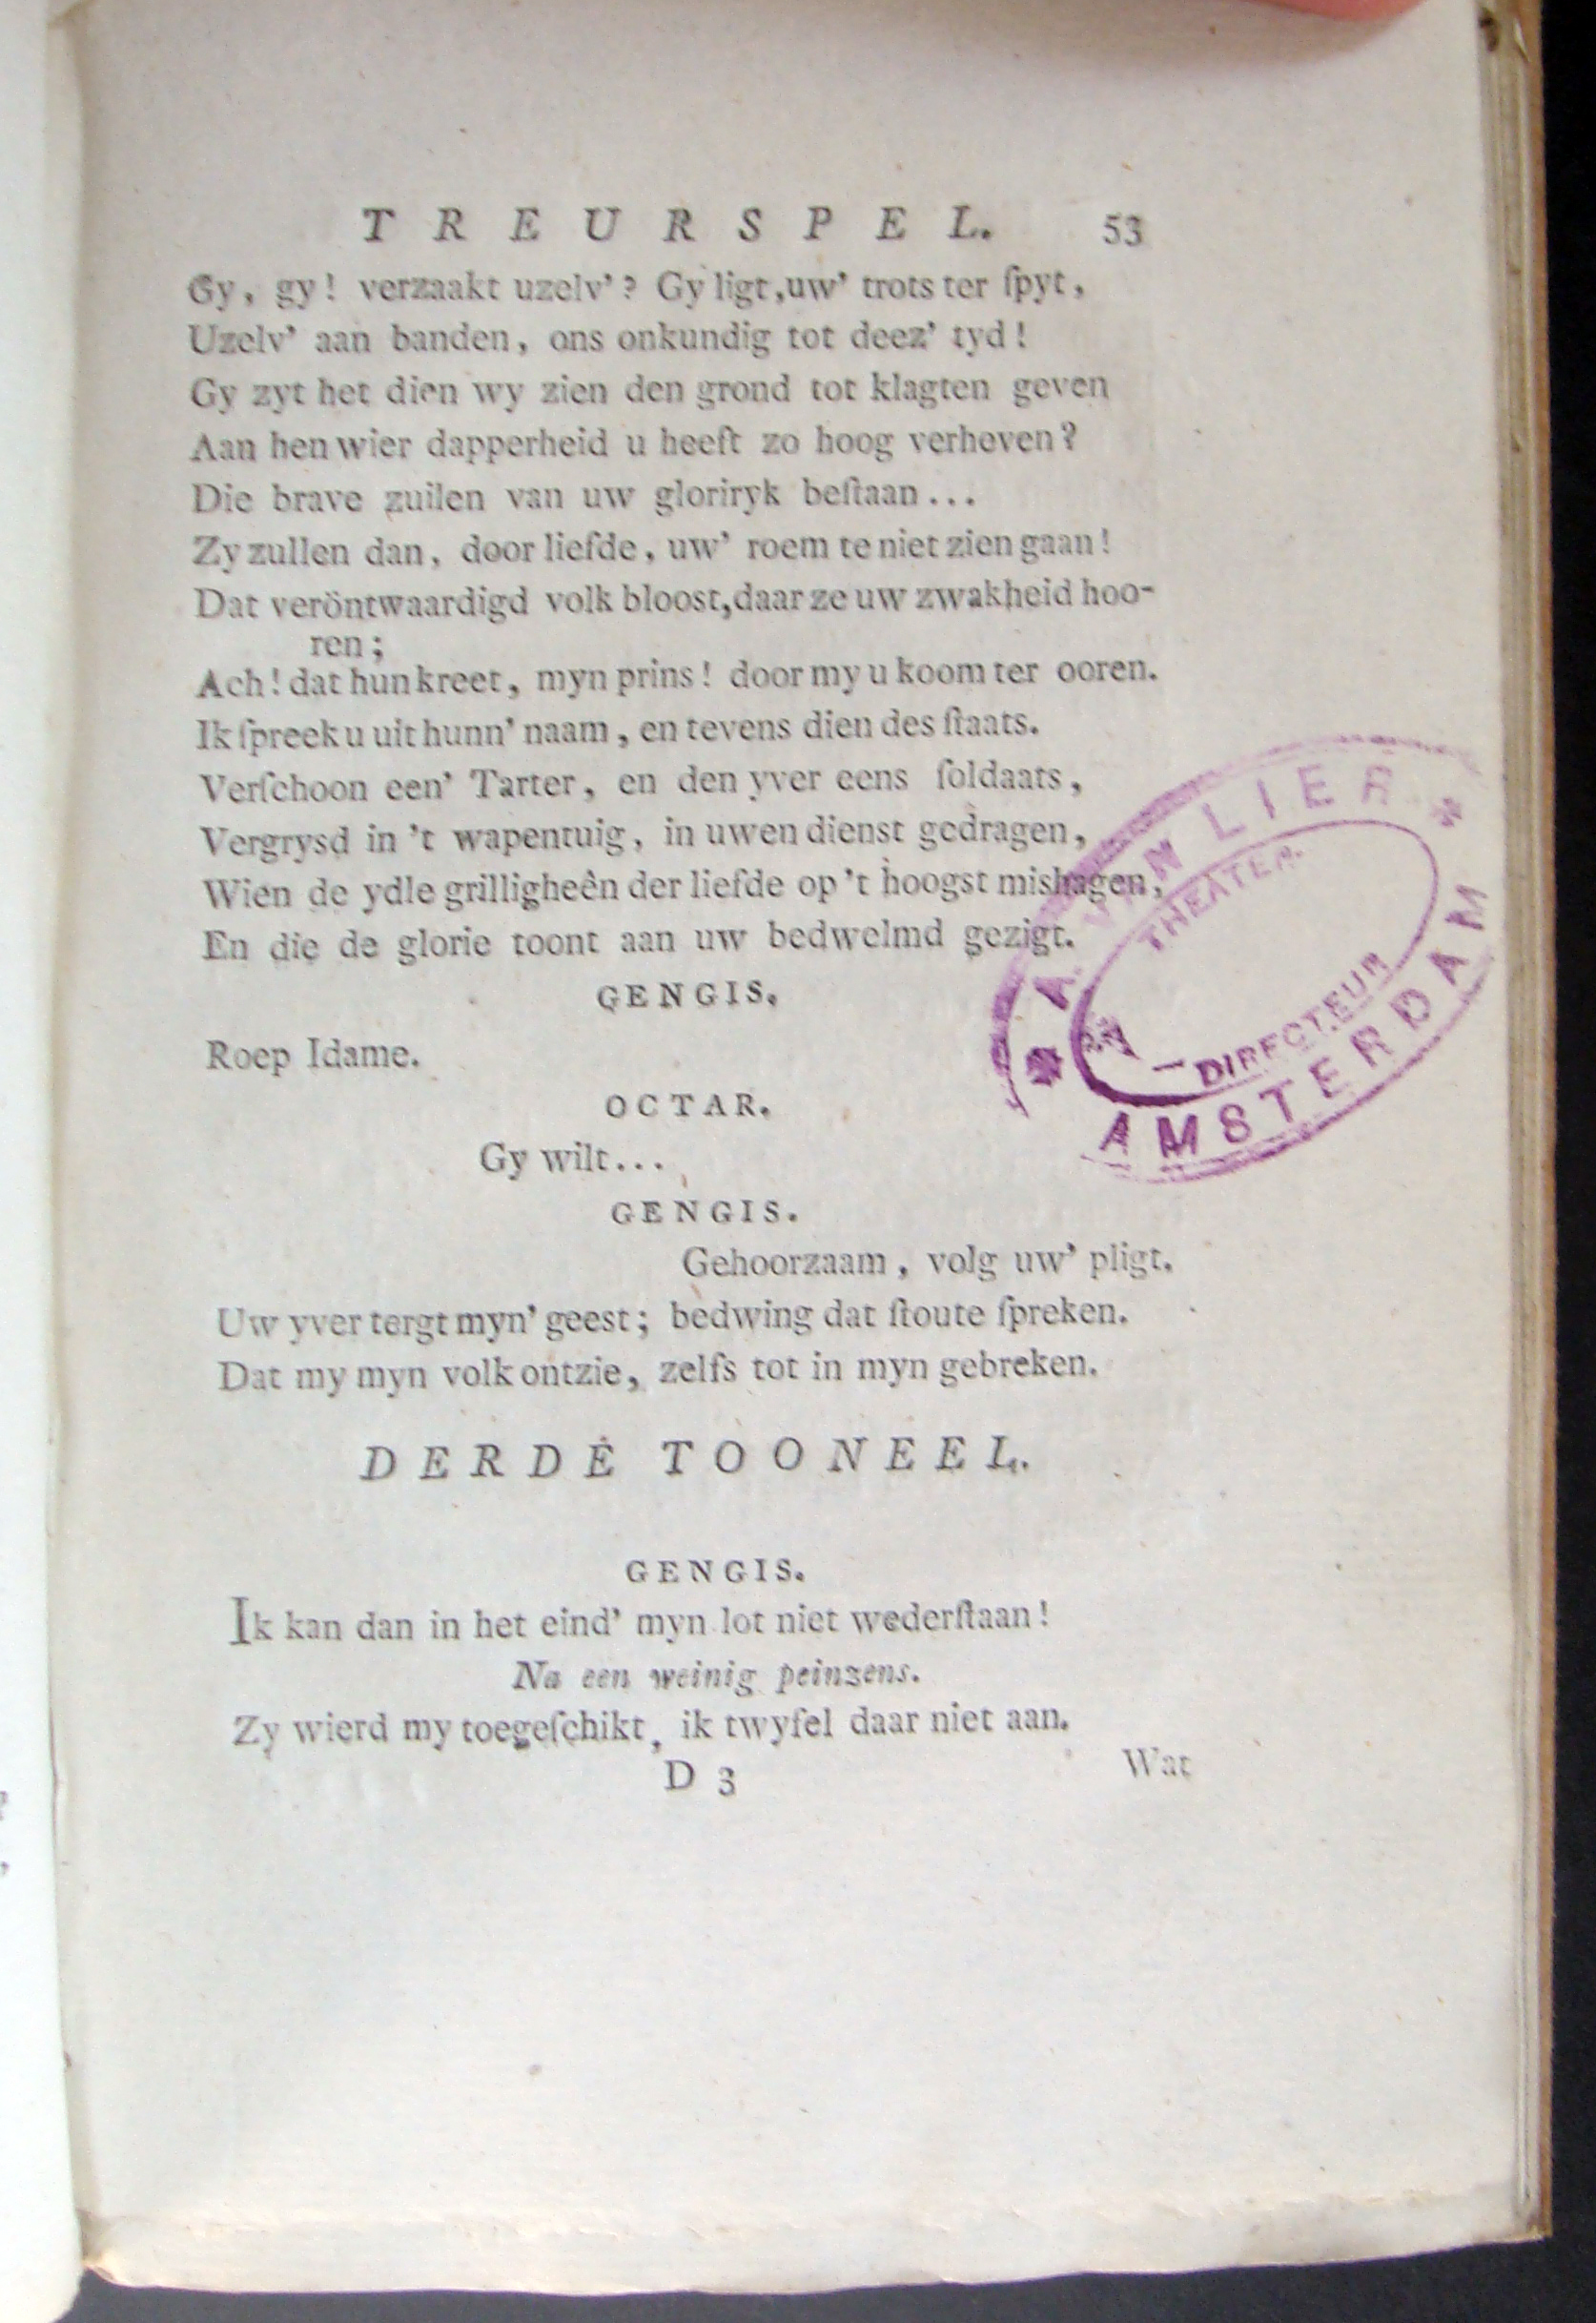 TREURSPEL. 53
Gy, gy! verzaakt uzelv'? Gy ligt, uw' trots ter ſpyt,
Uzelv' aan banden, ons onkundig tot deez' tyd!
Gy zyt het dien wy zien den grond tot klagten geven
Aan hen wier dapperheid u heeft zo hoog verheven?
Die brave zuilen van uw gloriryk beſtaan...
Zy zullen dan, door liefde, uw' roem te niet zien gaan!
Dat veröntwaardigd volk bloost, daar ze uw zwakheid hoo-
ren;
Ach! dat hun kreet, myn prins! door my u koom ter ooren.
Ik ſpreek u uit hunn' naam, en tevens dien des ſtaats.
Verſchoon een' Tarter, en den yver eens ſoldaats,
Vergrysd in 't wapentuig, in uwen dienst gedragen,
Wien de ydle grilligheên der liefde op 't hoogst mishagen,
En die de glorie toont aan uw bedwelmd gezigt.
GENGIS.
Roep Idame.
OCTAR.
Gy wilt...
GENGIS.
Gehoorzaam, volg uw' pligt.
Uw yver tergt myn' geest; bedwing dat ſtoute ſpreken.
Dat my myn volk ontzie, zelfs tot in myn gebreken.
DERDE TOONEEL.
GENGIS.
Ik kan dan in het eind' myn lot niet wederſtaan!
Na een weinig peinzens.
Zy wierd my toegeſchikt, ik twyfel daar niet aan.
D 3 Wat
A. VAN LIER
THEATER.
DIRECTEUR
AMSTERDAM